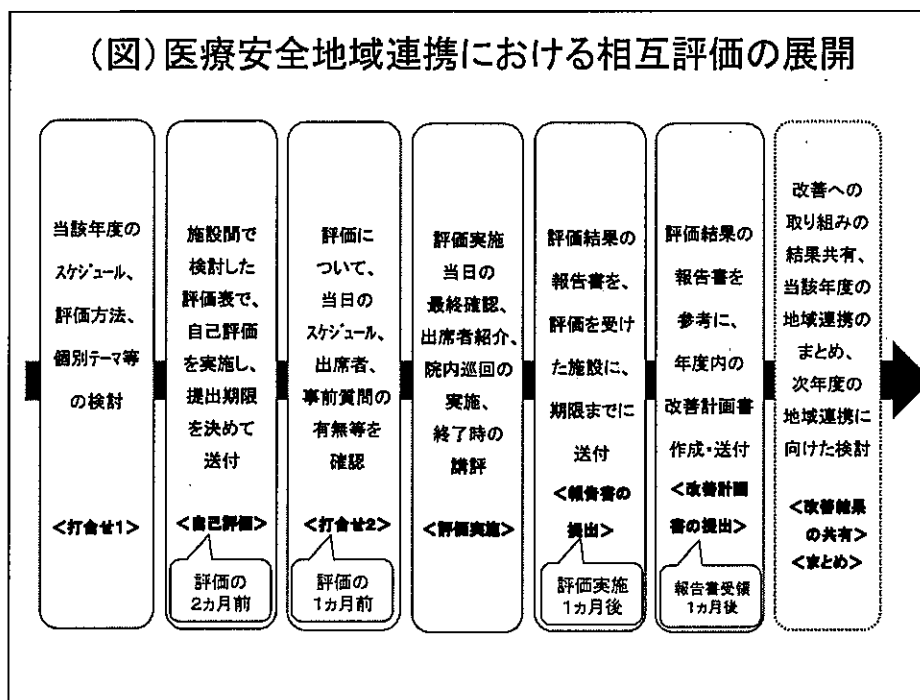 (図)医療安全地域連携における相互評価の展開
当該年度の
スケジュール、
評価方法、
個別テーマ等
の検討
<打合せ1>
施設間で
検討した
評価表で、
自己評価
を実施し、
提出期限
を決めて
送付
<自己評価>
評価の
2カ月前
評価に
ついて、
当日の
スケジュール、
出席者、
事前質問の
有無等を
確認
<打合せ2>
評価の
1カ月前
評価実施
当日の
最終確認、
出席者紹介、
院内巡回の
実施、
終了時の
講評
<評価実施>
評価結果の
報告書を、
評価を受け
た施設に、
期限までに
送付
<報告書の
提出>
評価実施
1ヵ月後
評価結果の
報告書を
参考に、
年度内の
改善計画書
作成・送付
<改善計画
書の提出>
報告書受領
1ヵ月後
改善への
取り組みの
結果共有、
当該年度の
地域連携の
まとめ、
次年度の
地域連携に
向けた検討
<改善結果
の共有>
<まとめ>